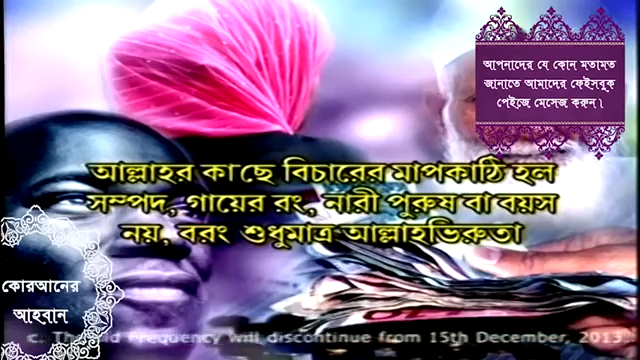 আপনাদের যে কোন মতামত
জানাতে আমাদের ফেইসবুক
পেইজে মেসেজ করুন।
আল্লাহর কাছে বিচারের মাপকাঠি হল
সম্পদ, গায়ের রং, নারী পুরুষ বা বয়স
নয়, বরং শুধুমাত্র আল্লাহভিরুতা
কোরআনের
আহবান
Frequency will discontinue from 15th December, 2013